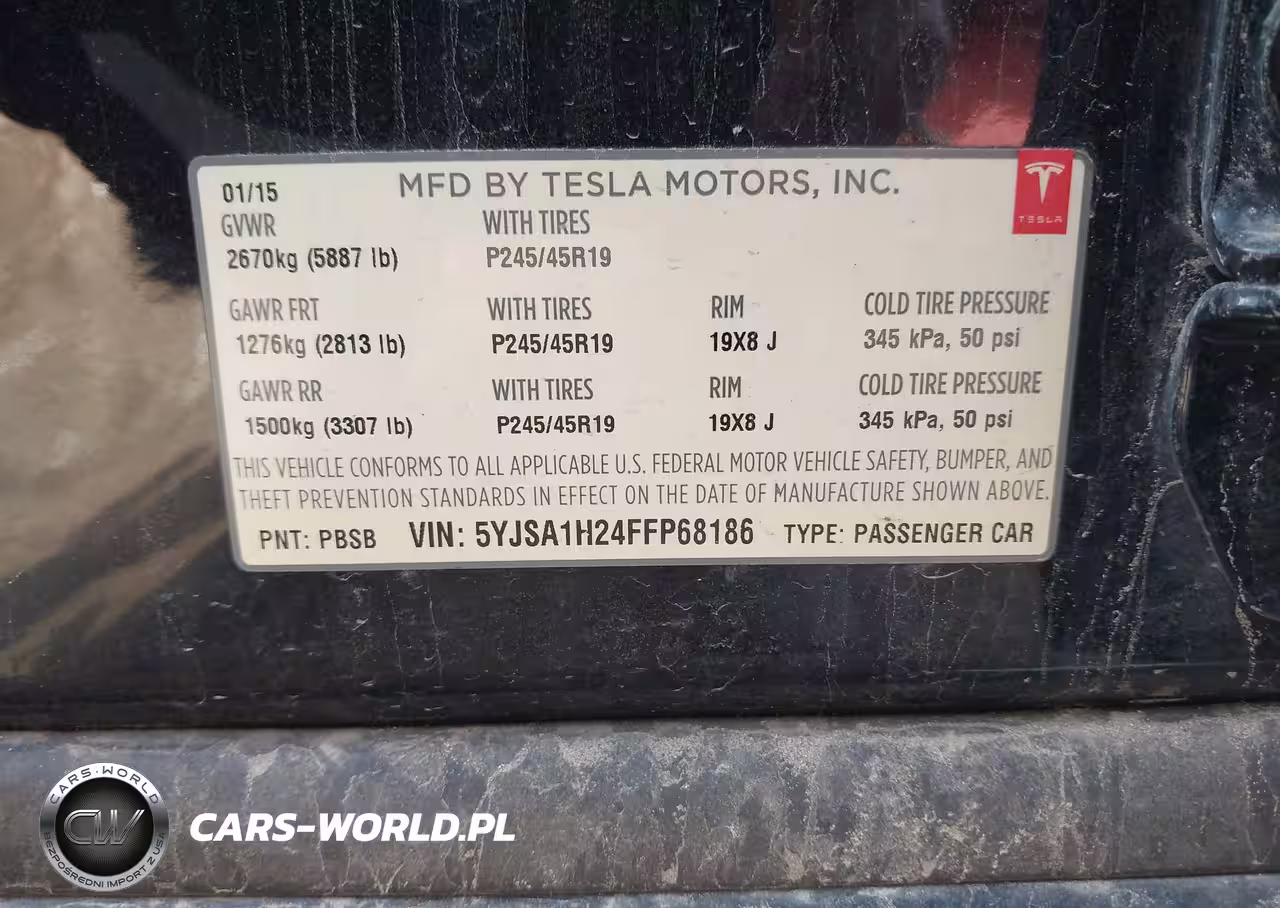 01/15 MFD BY TESLA MOTORS, INC.
TESLA
GVWR WITH TIRES
2670kg (5887 lb) P245/45R19
GAWR FRT WITH TIRES RIM COLD TIRE PRESSURE
1276kg (2813 lb) P245/45R19 19X8 J 345 kPa, 50 psi
GAWR RR WITH TIRES RIM COLD TIRE PRESSURE
1500kg (3307 lb) P245/45R19 19X8 J 345 kPa, 50 psi
THIS VEHICLE CONFORMS TO ALL APPLICABLE U.S. FEDERAL MOTOR VEHICLE SAFETY, BUMPER, AND
THEFT PREVENTION STANDARDS IN EFFECT ON THE DATE OF MANUFACTURE SHOWN ABOVE.
PNT: PBSB VIN: 5YJSA1H24FFP68186 TYPE: PASSENGER CAR
CARS-WORLD
CW
BEZPOŚREDNI IMPORT Z USA
CARS-WORLD.PL